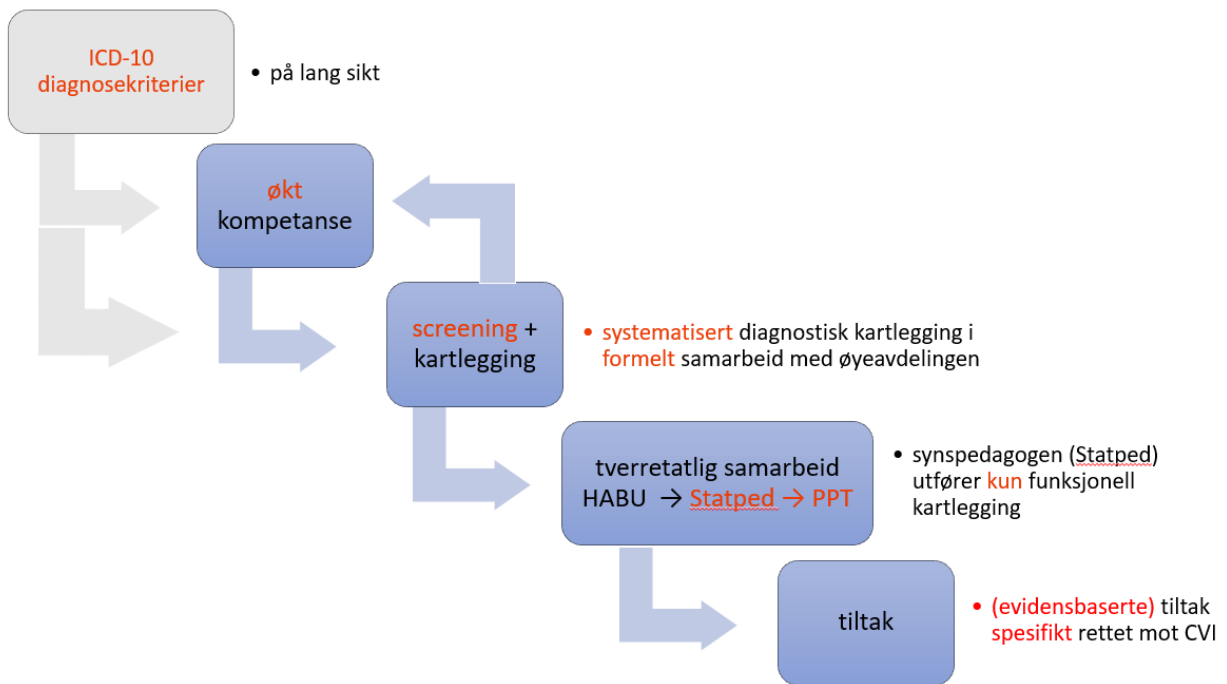 ICD-10
diagnosekriterier
• på lang sikt
økt
kompetanse
screening +
kartlegging
• systematisert diagnostisk kartlegging i
formelt samarbeid med øyeavdelingen
tverretatlig samarbeid
HABU → Statped → PPT
• synspedagogen (Statped)
utfører kun funksjonell
kartlegging
tiltak
• (evidensbaserte) tiltak
spesifikt rettet mot CVI